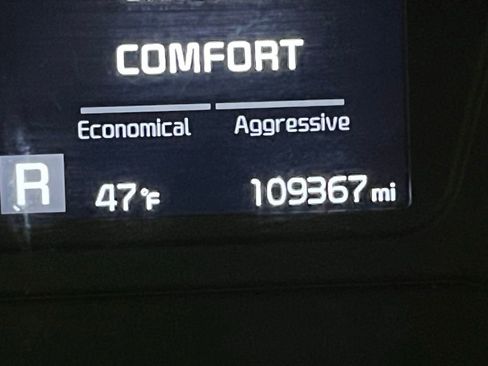 COMFORT
Economical Aggressive
R 47°F 109367 mi